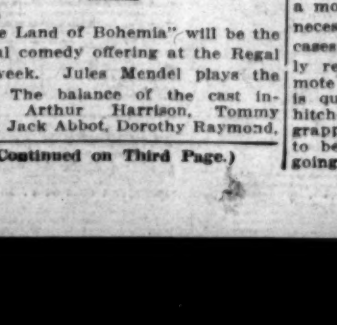 e Land of Bohemia" will be the
al comedy offering at the Regal
week. Jules Mendel plays the
The balance of the cast in-
Arthur Harrison, Tommy
Jack Abbot, Dorothy Raymond,
Continued on Third Page.)
a mo
neces
cases
ly re
mote
is qu
hitch
grapp
to be
going